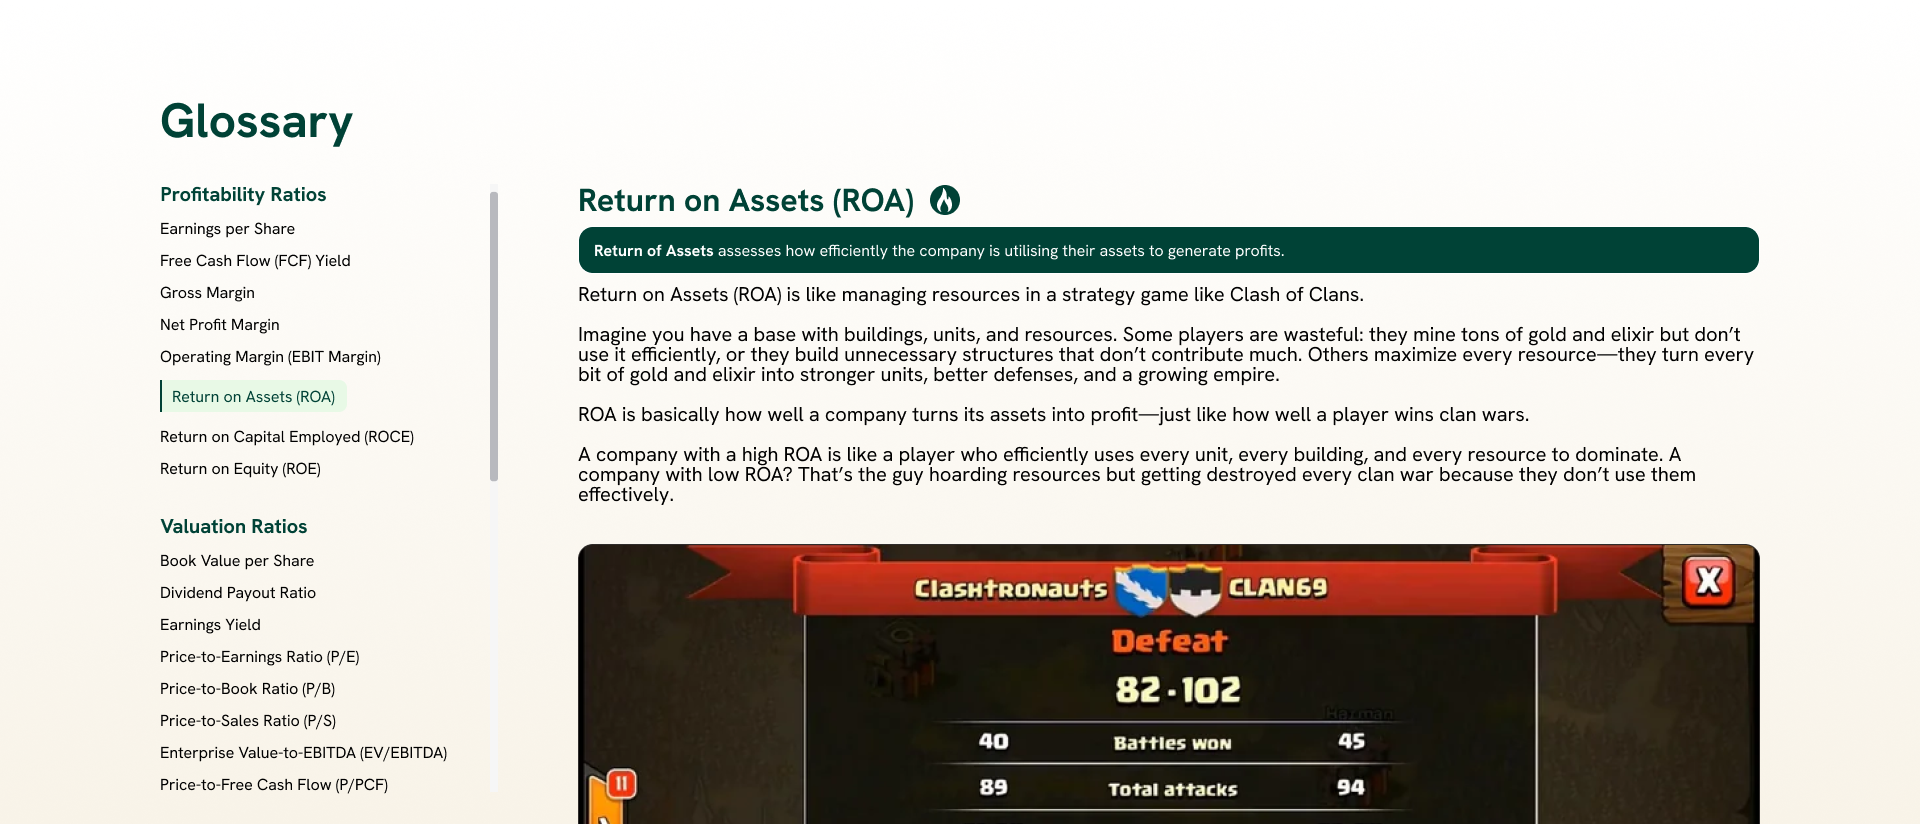 Glossary
Profitability Ratios
Earnings per Share
Free Cash Flow (FCF) Yield
Gross Margin
Net Profit Margin
Operating Margin (EBIT Margin)
Return on Assets (ROA)
Return on Capital Employed (ROCE)
Return on Equity (ROE)
Valuation Ratios
Book Value per Share
Dividend Payout Ratio
Earnings Yield
Price-to-Earnings Ratio (P/E)
Price-to-Book Ratio (P/B)
Price-to-Sales Ratio (P/S)
Enterprise Value-to-EBITDA (EV/EBITDA)
Price-to-Free Cash Flow (P/PCF)
Return on Assets (ROA)
Return of Assets assesses how efficiently the company is utilising their assets to generate profits.
Return on Assets (ROA) is like managing resources in a strategy game like Clash of Clans.
Imagine you have a base with buildings, units, and resources. Some players are wasteful: they mine tons of gold and elixir but don’t
use it efficiently, or they build unnecessary structures that don’t contribute much. Others maximize every resource—they turn every
bit of gold and elixir into stronger units, better defenses, and a growing empire.
ROA is basically how well a company turns its assets into profit—just like how well a player wins clan wars.
A company with a high ROA is like a player who efficiently uses every unit, every building, and every resource to dominate. A
company with low ROA? That’s the guy hoarding resources but getting destroyed every clan war because they don’t use them
effectively.
Clashtronauts CLAN69
X
Defeat
82 - 102
Harman
40 Battles won 45
11
89 Total attacks 94